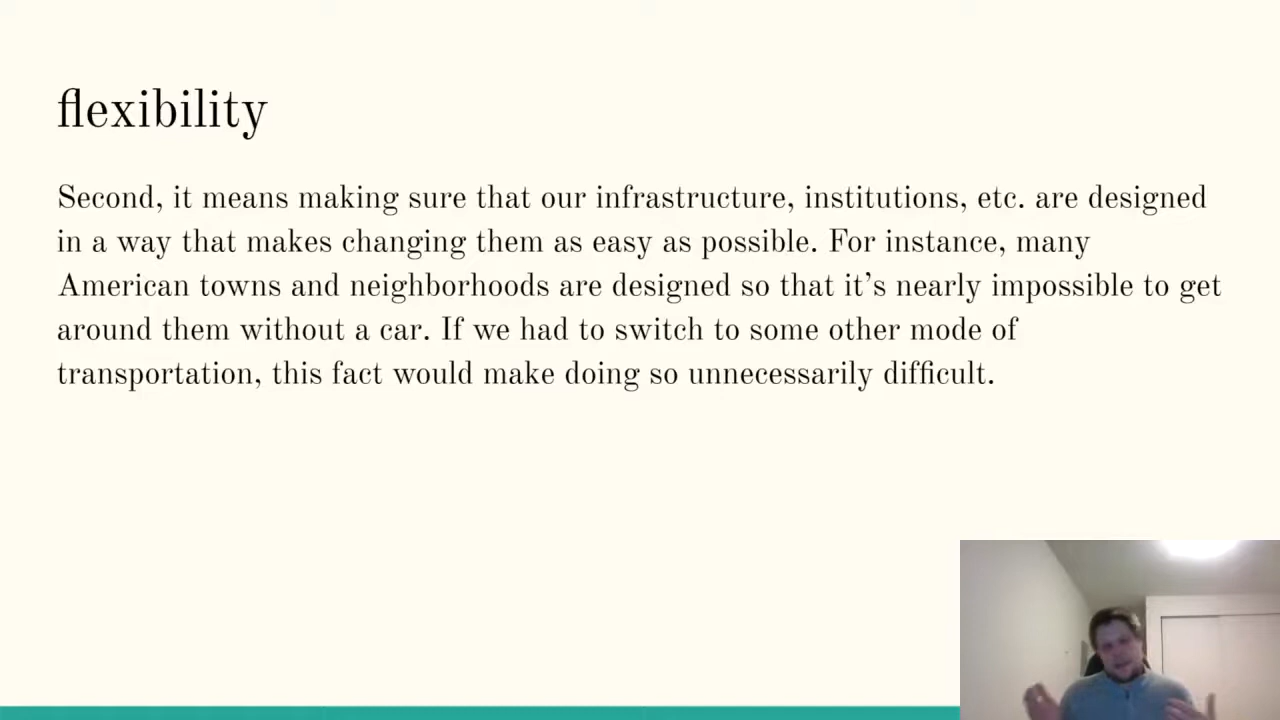 flexibility
Second, it means making sure that our infrastructure, institutions, etc. are designed
in a way that makes changing them as easy as possible. For instance, many
American towns and neighborhoods are designed so that it’s nearly impossible to get
around them without a car. If we had to switch to some other mode of
transportation, this fact would make doing so unnecessarily difficult.